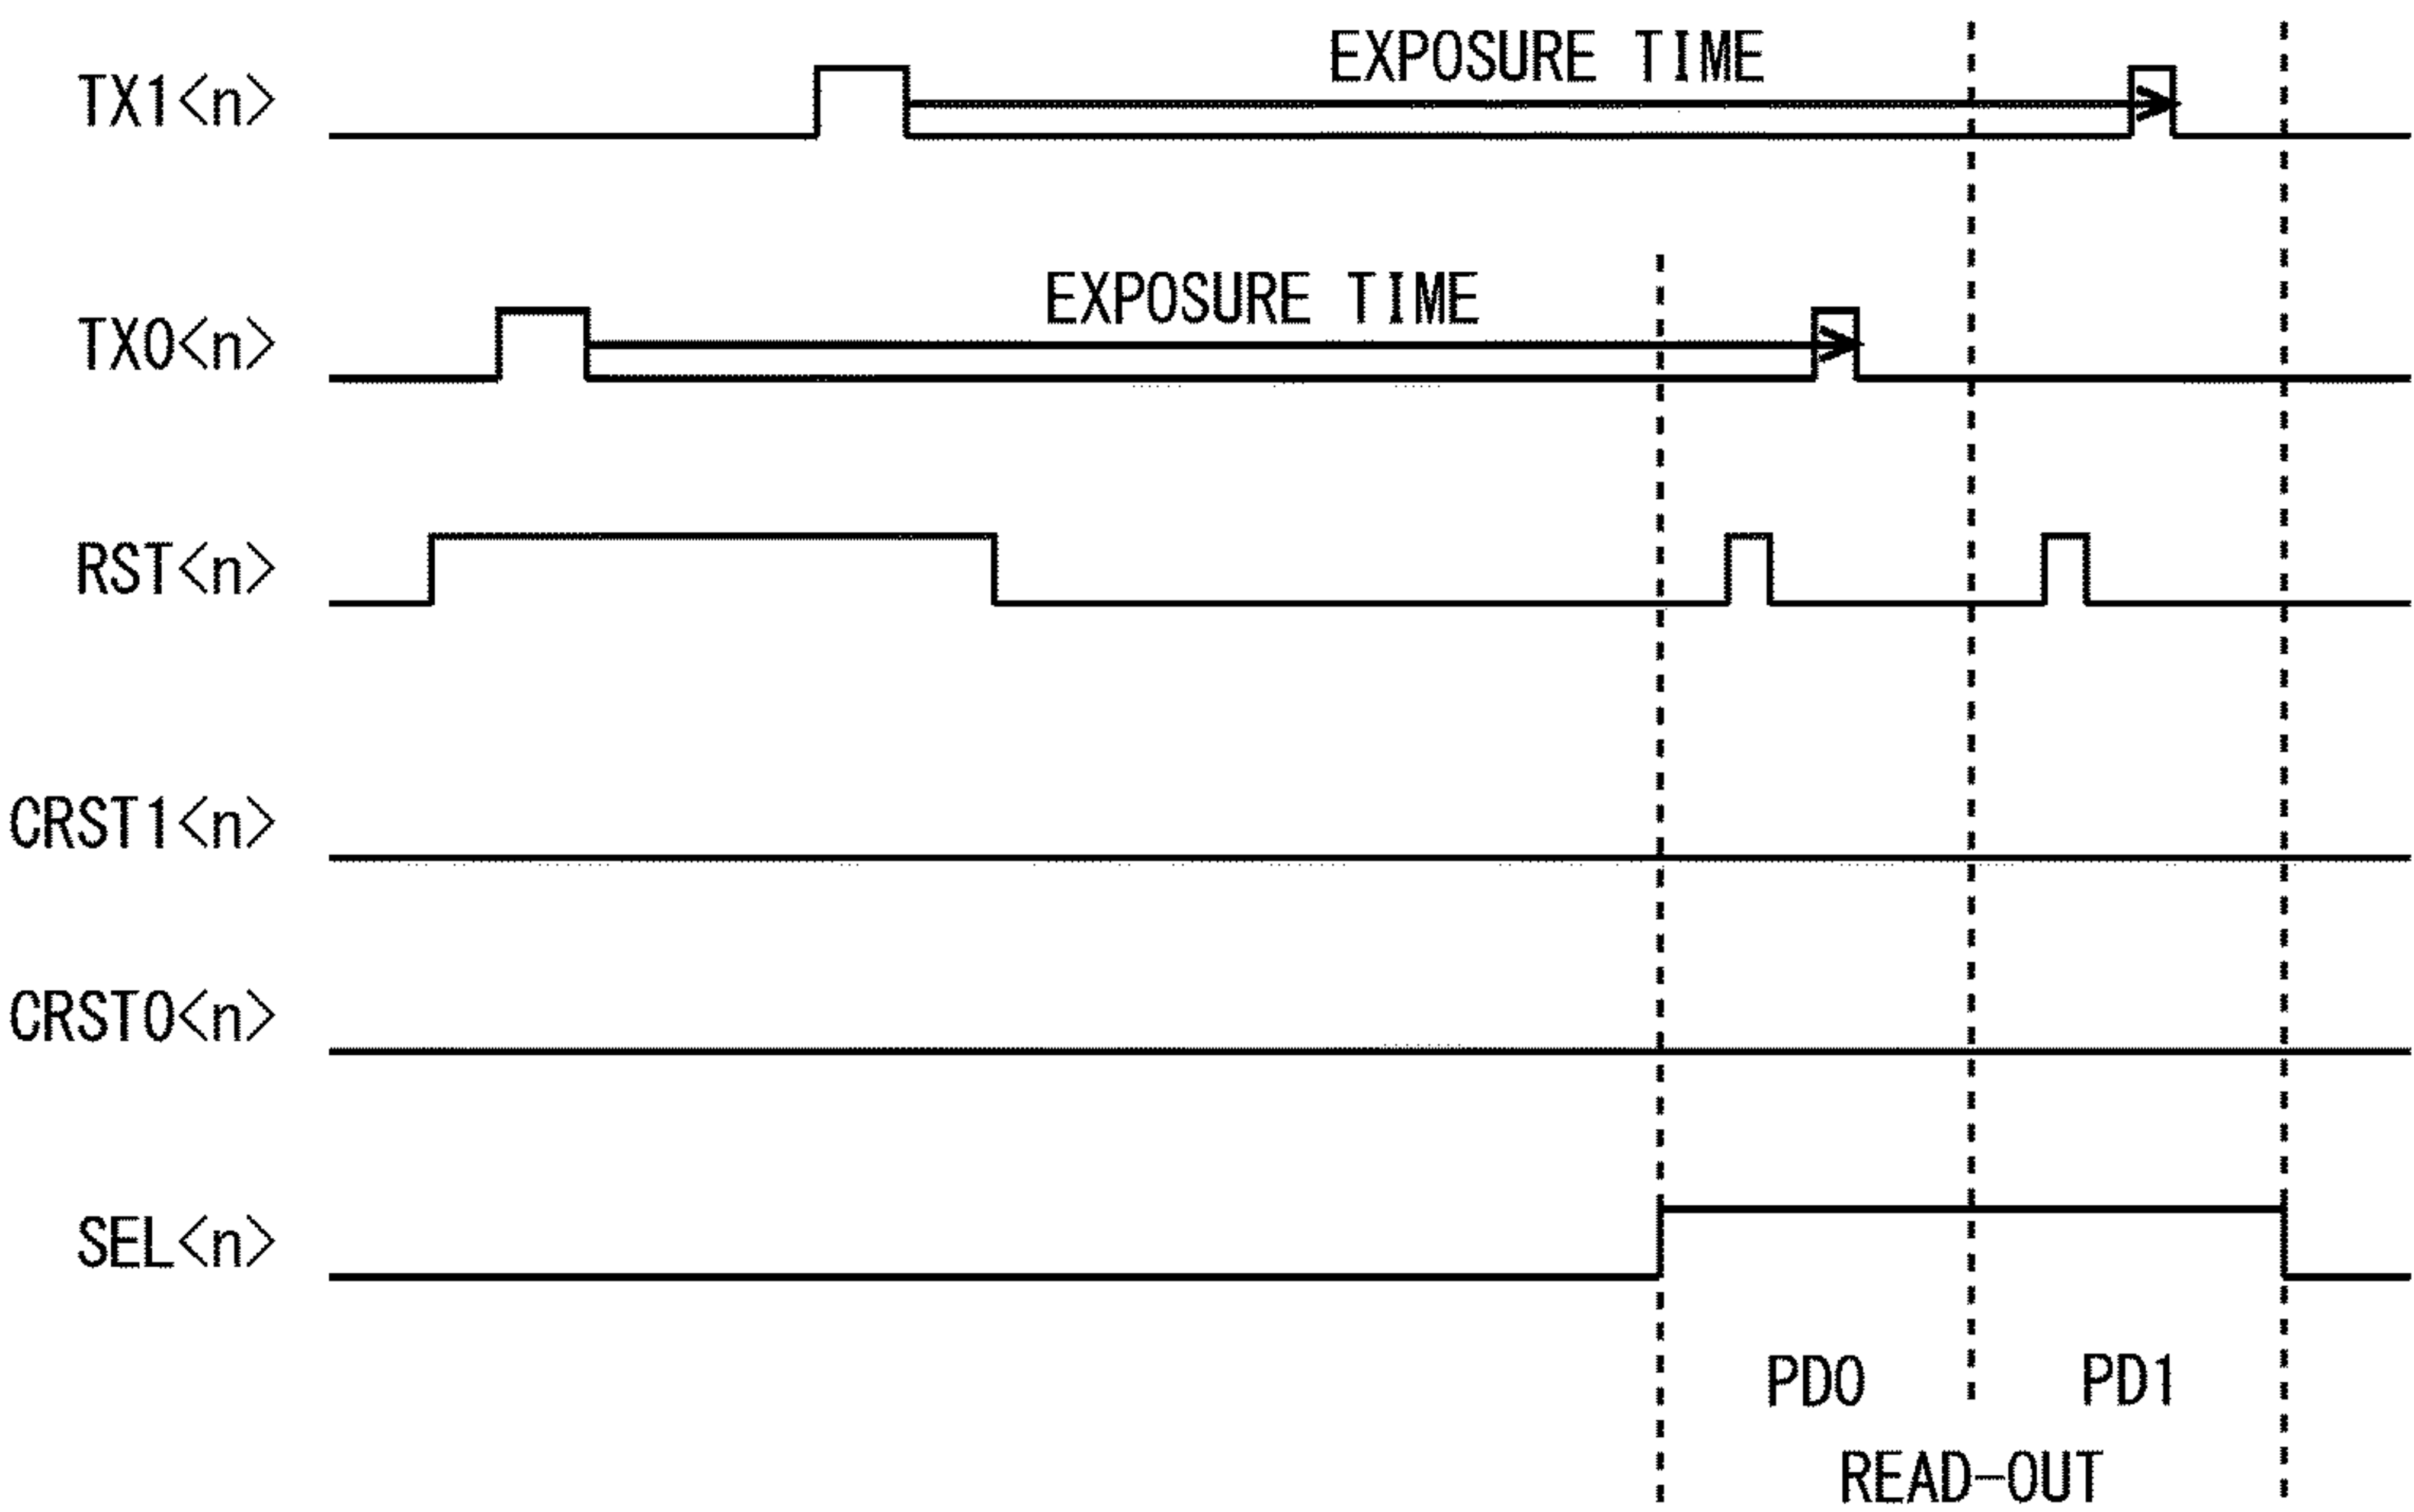 EXPOSURE TIME
TX1<n>
EXPOSURE TIME
TX0<n>
RST<n>
CRST1<n>
CRST0<n>
SEL<n>
PD0 PD1
READ-OUT